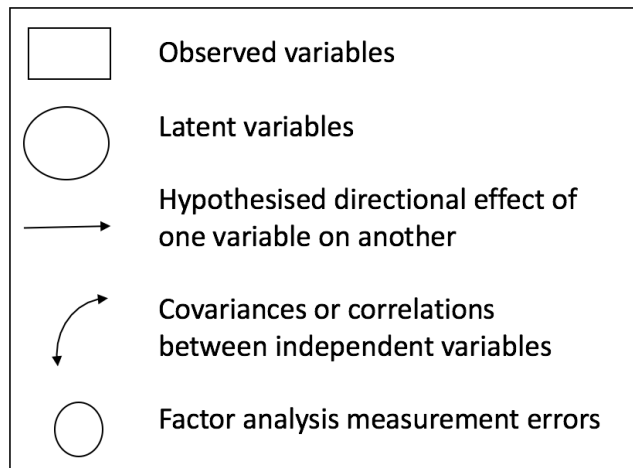 Observed variables
Latent variables
Hypothesised directional effect of
one variable on another
Covariances or correlations
between independent variables
Factor analysis measurement errors